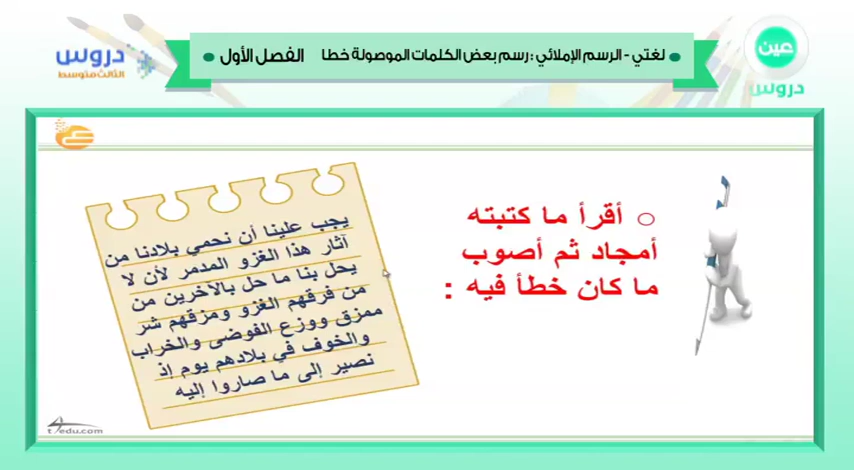 دروس
الثالث متوسط
لغتي - الرسم الإملائي : رسم بعض الكلمات الموصولة خطا    الفصل الأول
عين
دروس
أقرأ ما كتبته
أمجاد ثم أصوب
ما كان خطأ فيه :
يجب علينا أن نحمي بلادنا من
آثار هذا الغزو المدمر لأن لا
يحل بنا ما حل بالآخرين من
من فرقهم الغزو ومزقهم شر
ممزق ووزع الفوضى والخراب
والخوف في بلادهم يوم إذ
نصير إلى ما صاروا إليه
t4edu.com